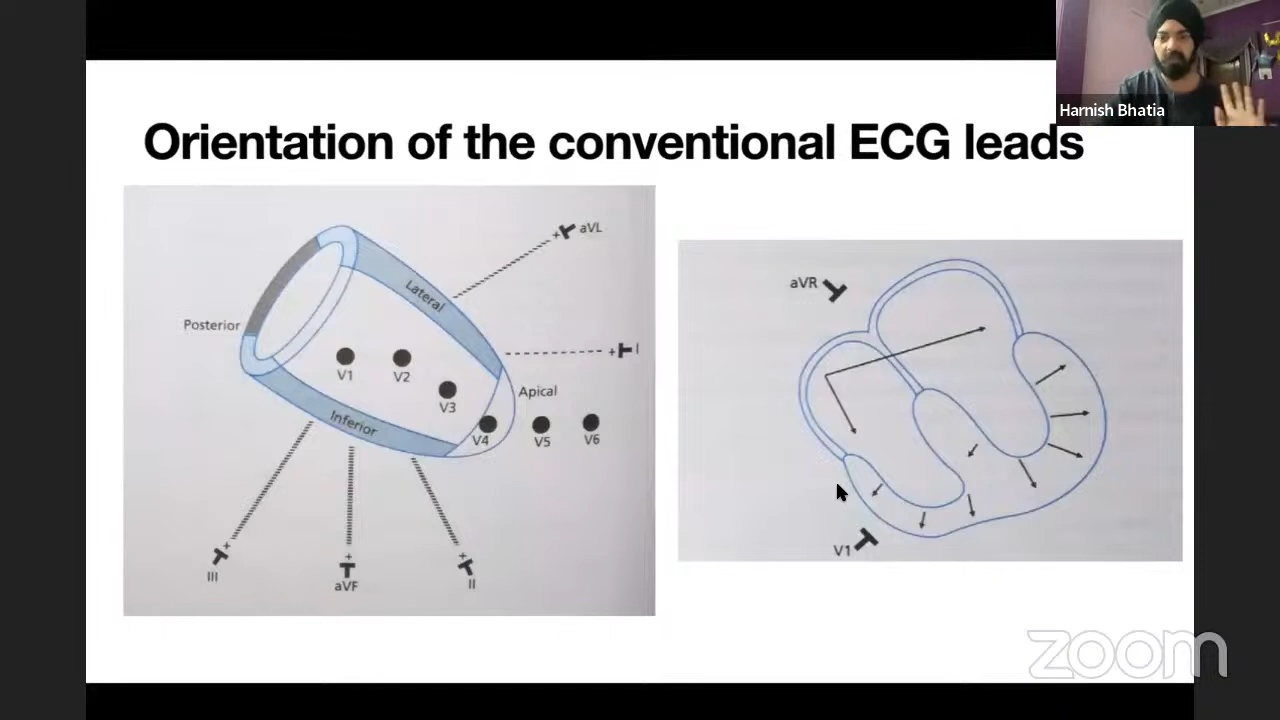 Harnish Bhatia
Orientation of the conventional ECG leads
+ aVL
Lateral
Posterior
+ I
V1
V2
V3
Apical
Inferior
V4
V5
V6
+
III
+
aVF
+
II
aVR
V1
zoom